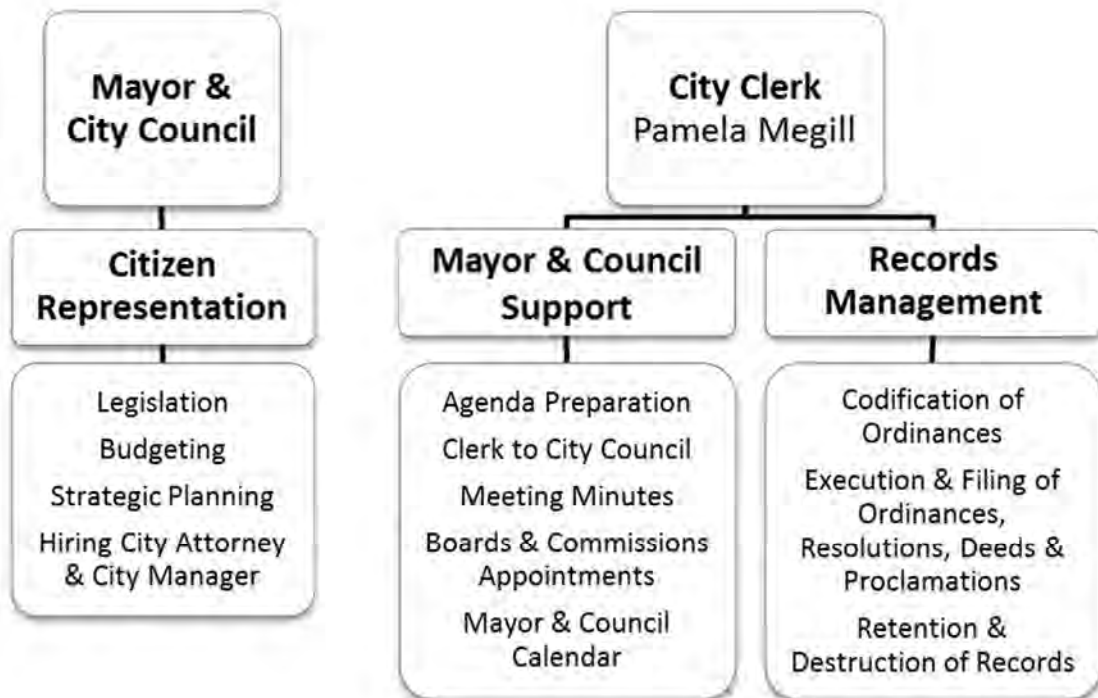 Mayor &
City Council
Citizen
Representation
Legislation
Budgeting
Strategic Planning
Hiring City Attorney
& City Manager
City Clerk
Pamela Megill
Mayor & Council
Support
Agenda Preparation
Clerk to City Council
Meeting Minutes
Boards & Commissions
Appointments
Mayor & Council
Calendar
Records
Management
Codification of
Ordinances
Execution & Filing of
Ordinances,
Resolutions, Deeds &
Proclamations
Retention &
Destruction of Records